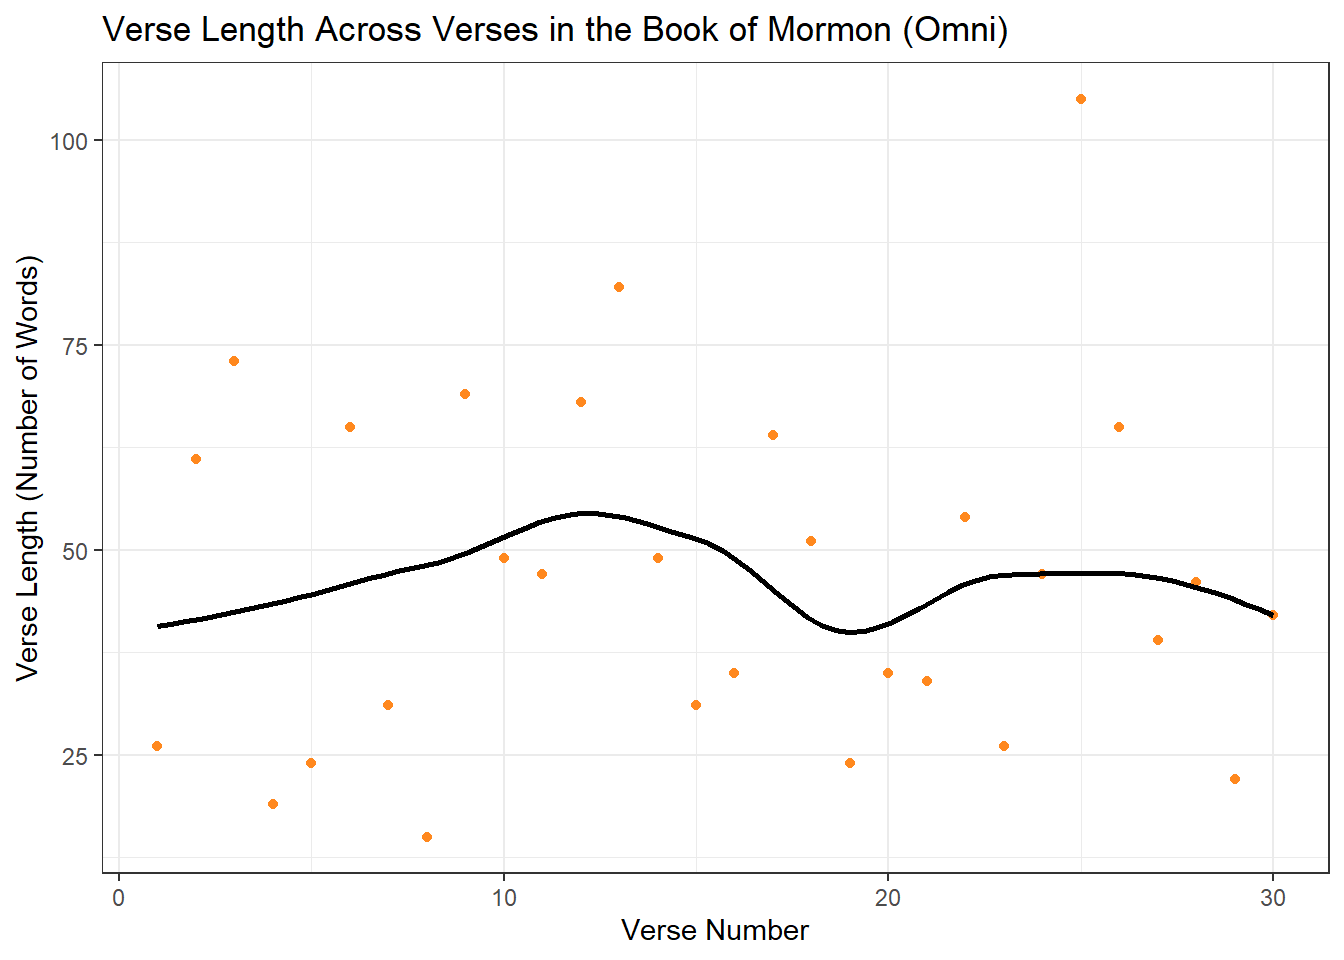 Verse Length Across Verses in the Book of Mormon (Omni)
Verse Length (Number of Words)
100
75
50
25
0 10 20 30
Verse Number